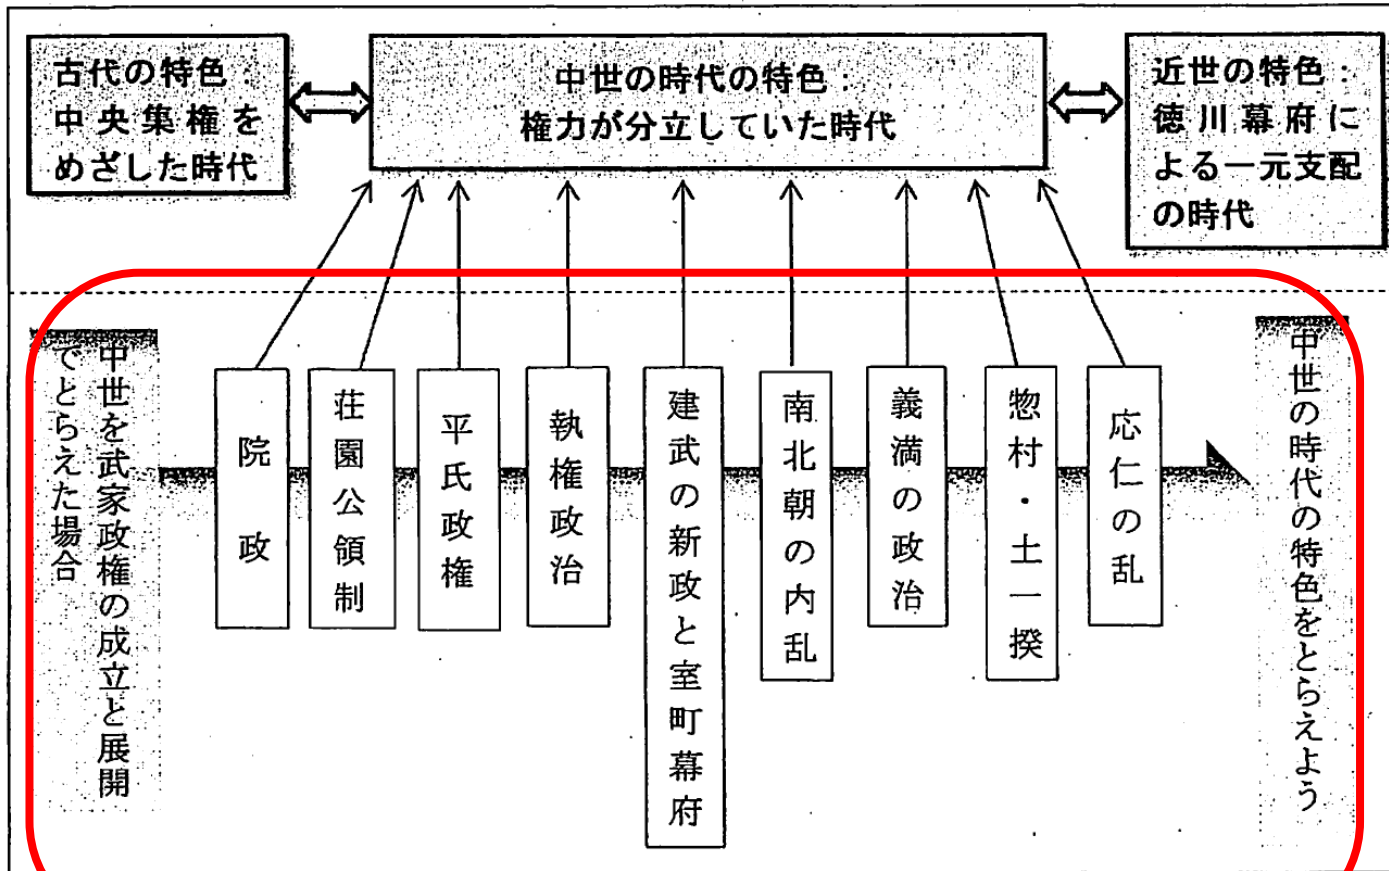 古代の特色：
中央集権を
めざした時代
中世の時代の特色：
権力が分立していた時代
近世の特色：
徳川幕府に
よる一元支配
の時代
中世を武家政権の成立と展開
でとらえた場合
院政
荘園公領制
平氏政権
執権政治
建武の新政と室町幕府
南北朝の内乱
義満の政治
惣村・土一揆
応仁の乱
中世の時代の特色をとらえよう